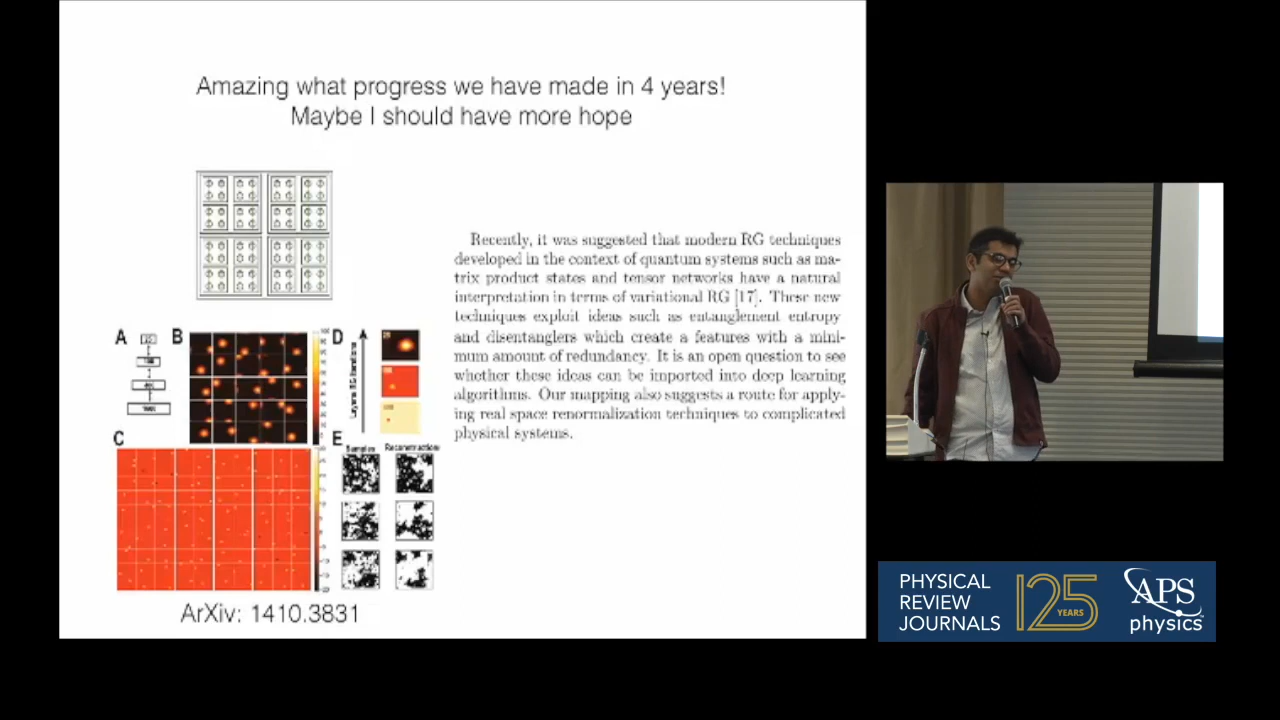 Amazing what progress we have made in 4 years!
Maybe I should have more hope
Recently, it was suggested that modern RG techniques
developed in the context of quantum systems such as ma-
trix product states and tensor networks have a natural
interpretation in terms of variational RG [17]. These new
techniques exploit ideas such as entanglement entropy
and disentanglers which create a features with a mini-
mum amount of redundancy. It is an open question to see
whether these ideas can be imported into deep learning
algorithms. Our mapping also suggests a route for apply-
ing real space renormalization techniques to complicated
physical systems.
A
B
D
C
E
Samples
Reconstructions
ArXiv: 1410.3831
PHYSICAL
REVIEW
JOURNALS
125
YEARS
APS
physics